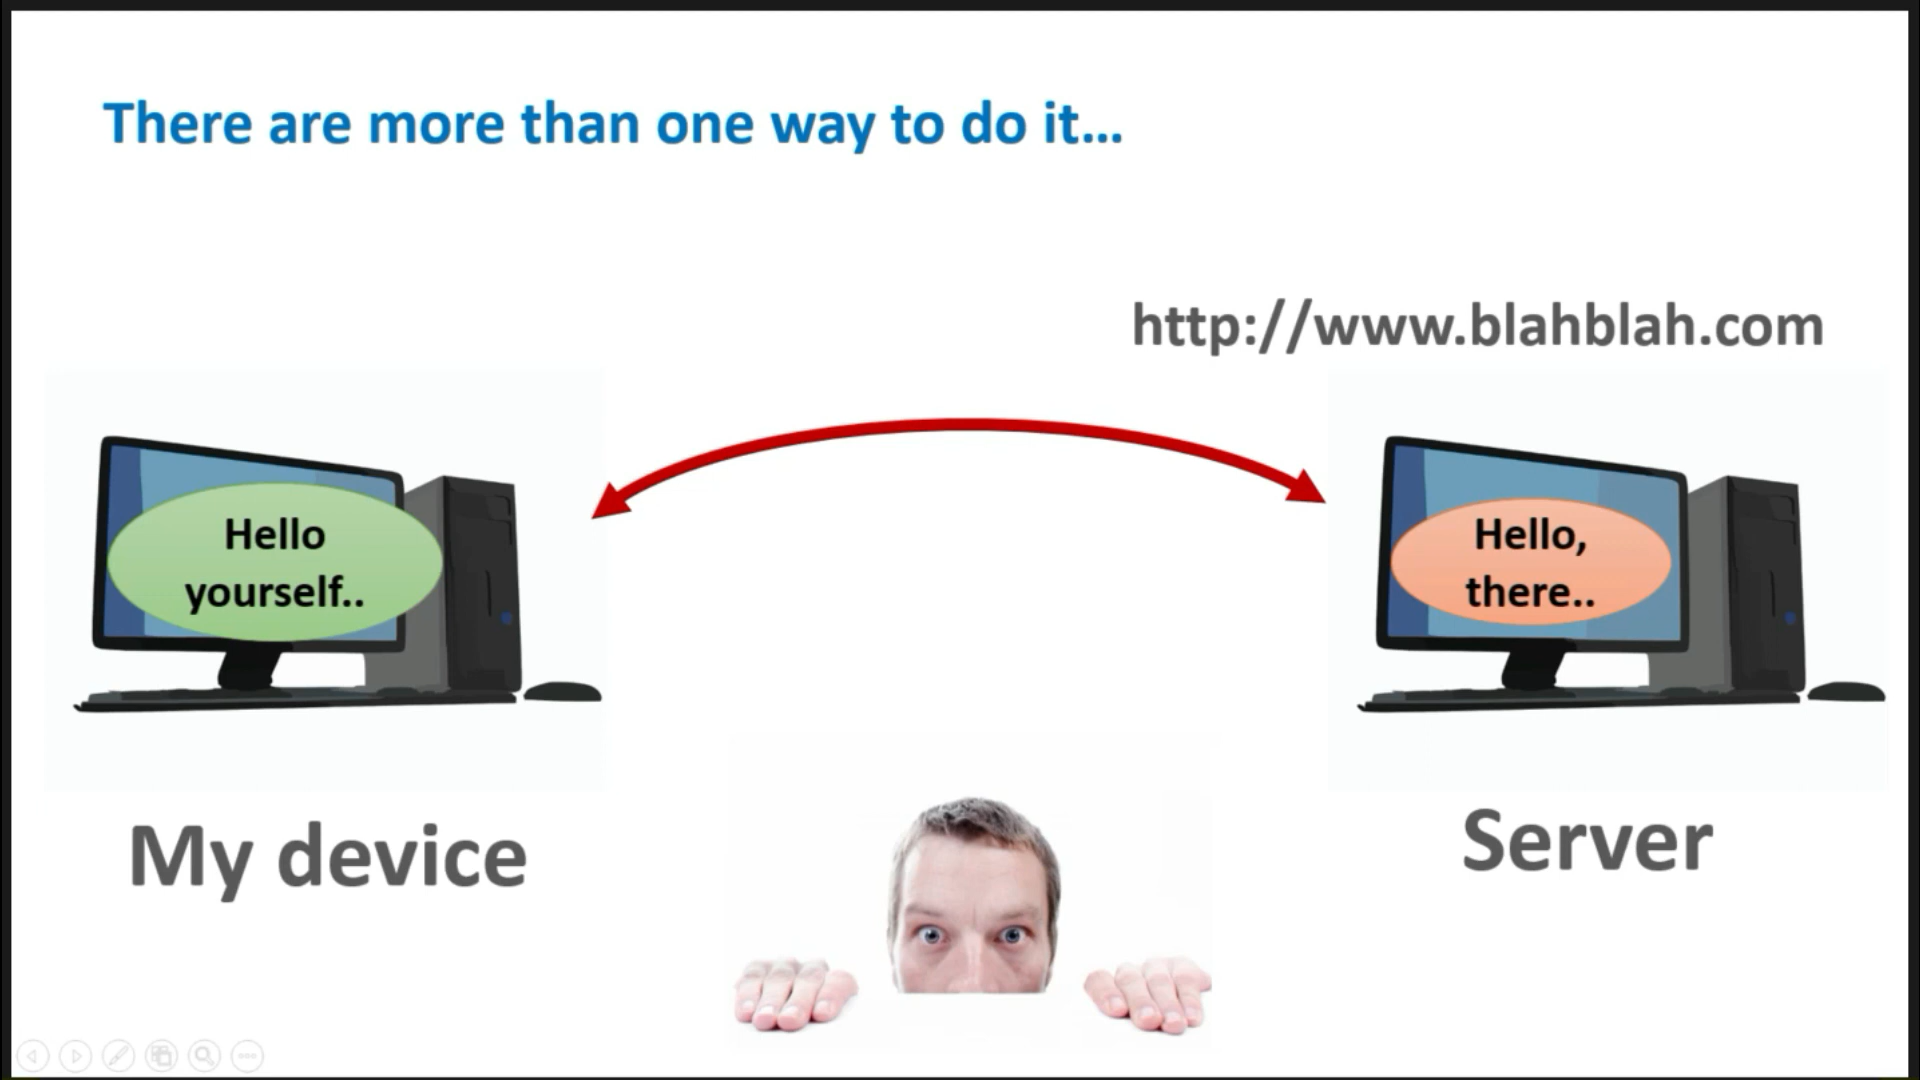 There are more than one way to do it...
http://www.blahblah.com
Hello
yourself..
Hello,
there..
My device
Server